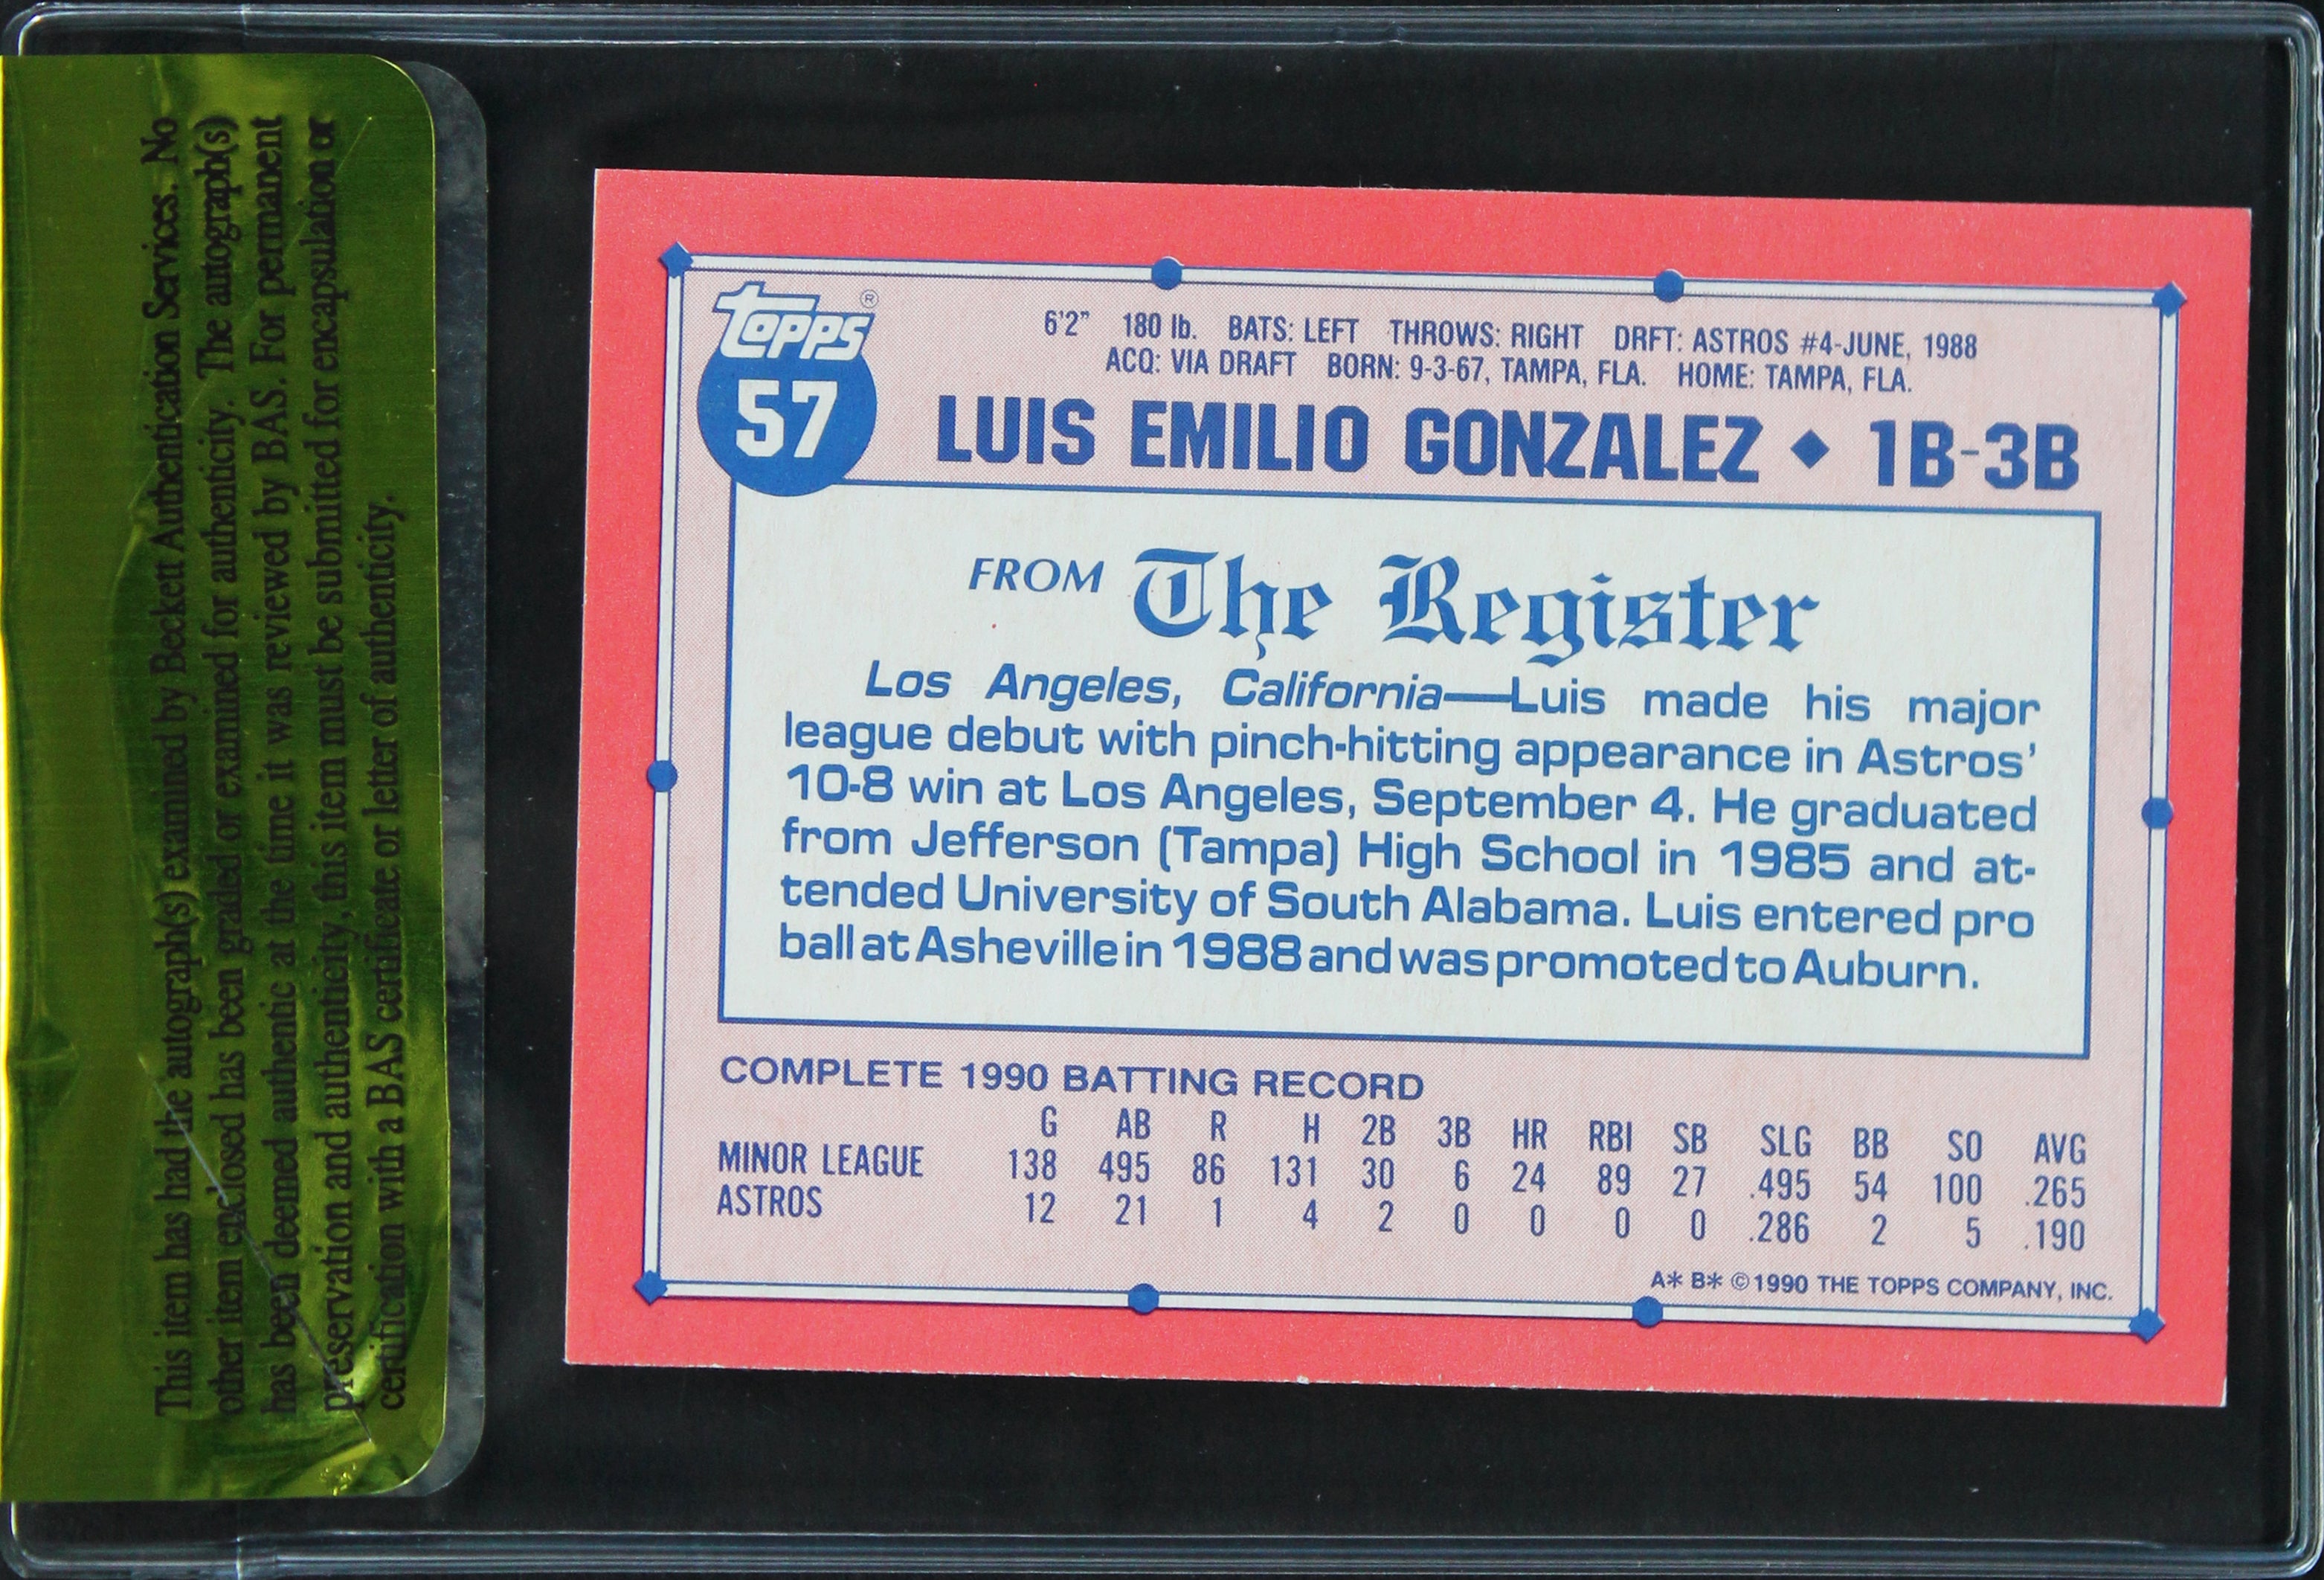 This item has had the autograph(s) examined by Beckett Authentication Services. No
other item enclosed has been graded or examined for authenticity. The autograph(s)
has been deemed authentic at the time it was reviewed by BAS. For permanent
preservation and authenticity, this item must be submitted for encapsulation or
certification with a BAS certificate or letter of authenticity.
Topps ®
57
6'2" 180 lb. BATS: LEFT THROWS: RIGHT DRFT: ASTROS #4-JUNE, 1988
ACQ: VIA DRAFT BORN: 9-3-67, TAMPA, FLA. HOME: TAMPA, FLA.
LUIS EMILIO GONZALEZ ◆ 1B-3B
FROM The Register
Los Angeles, California—Luis made his major
league debut with pinch-hitting appearance in Astros'
10-8 win at Los Angeles, September 4. He graduated
from Jefferson (Tampa) High School in 1985 and at-
tended University of South Alabama. Luis entered pro
ball at Asheville in 1988 and was promoted to Auburn.
COMPLETE 1990 BATTING RECORD
G AB R H 2B 3B HR RBI SB SLG BB SO AVG
MINOR LEAGUE 138 495 86 131 30 6 24 89 27 .495 54 100 .265
ASTROS 12 21 1 4 2 0 0 0 0 .286 2 5 .190
A* B* ©1990 THE TOPPS COMPANY, INC.